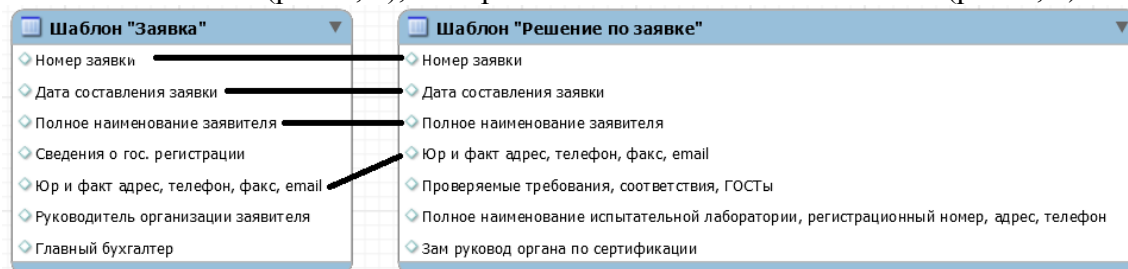 Шаблон "Заявка"
Номер заявки
Дата составления заявки
Полное наименование заявителя
Сведения о гос. регистрации
Юр и факт адрес, телефон, факс, email
Руководитель организации заявителя
Главный бухгалтер
Шаблон "Решение по заявке"
Номер заявки
Дата составления заявки
Полное наименование заявителя
Юр и факт адрес, телефон, факс, email
Проверяемые требования, соответствия, ГОСТы
Полное наименование испытательной лаборатории, регистрационный номер, адрес, телефон
Зам руковод органа по сертификации